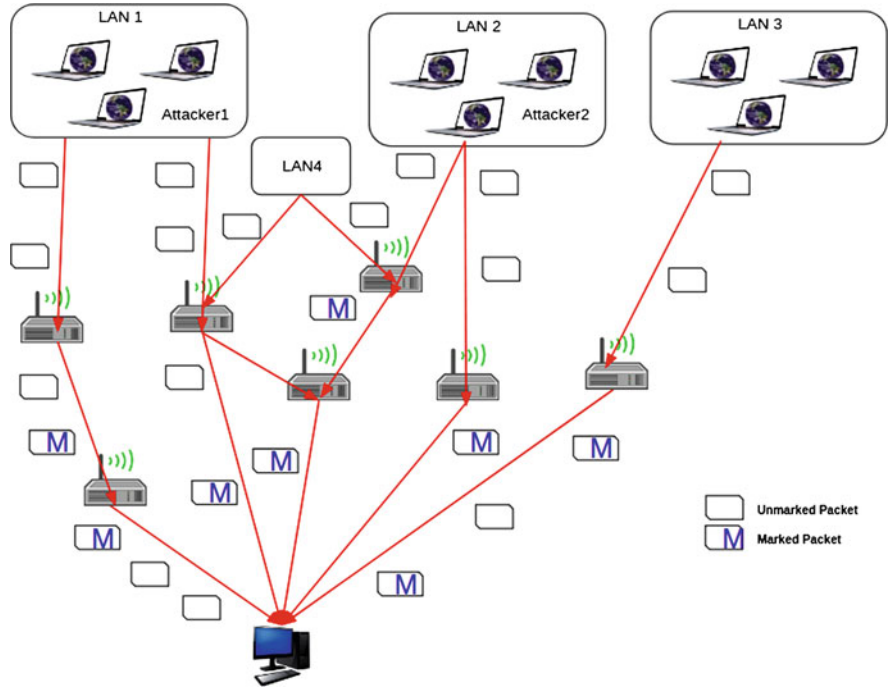 LAN 1
LAN 2
LAN 3
Attacker1
Attacker2
LAN4
M
M
M
M
M
M
M
M
M
Unmarked Packet
M Marked Packet